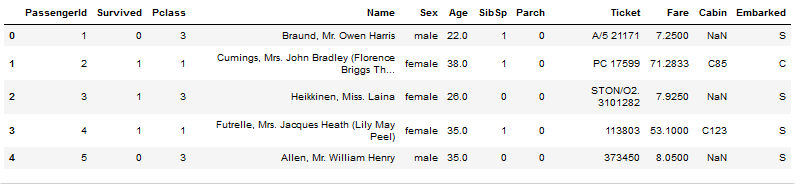 PassengerId Survived Pclass Name Sex Age SibSp Parch Ticket Fare Cabin Embarked
0 1 0 3 Braund, Mr. Owen Harris male 22.0 1 0 A/5 21171 7.2500 NaN S
1 2 1 1 Cumings, Mrs. John Bradley (Florence Briggs Th... female 38.0 1 0 PC 17599 71.2833 C85 C
2 3 1 3 Heikkinen, Miss. Laina female 26.0 0 0 STON/O2. 3101282 7.9250 NaN S
3 4 1 1 Futrelle, Mrs. Jacques Heath (Lily May Peel) female 35.0 1 0 113803 53.1000 C123 S
4 5 0 3 Allen, Mr. William Henry male 35.0 0 0 373450 8.0500 NaN S